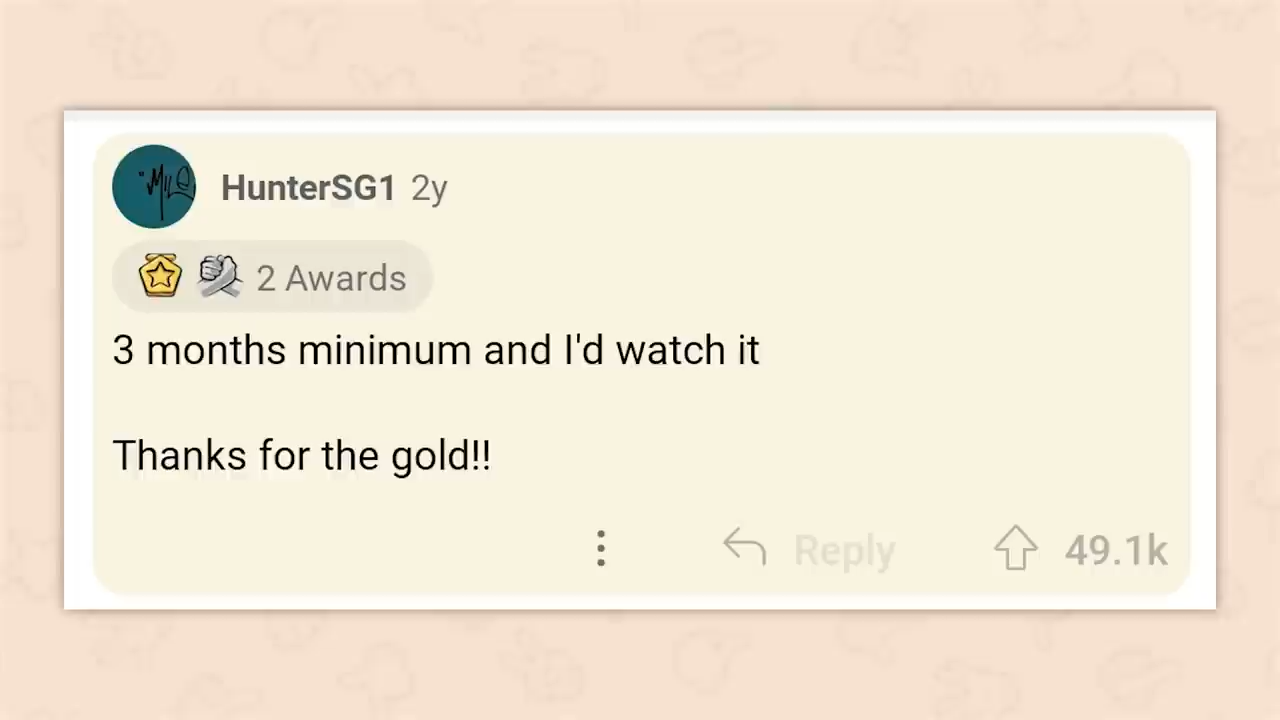 HunterSG1 2y
2 Awards
3 months minimum and I'd watch it
Thanks for the gold!!
Reply 49.1k